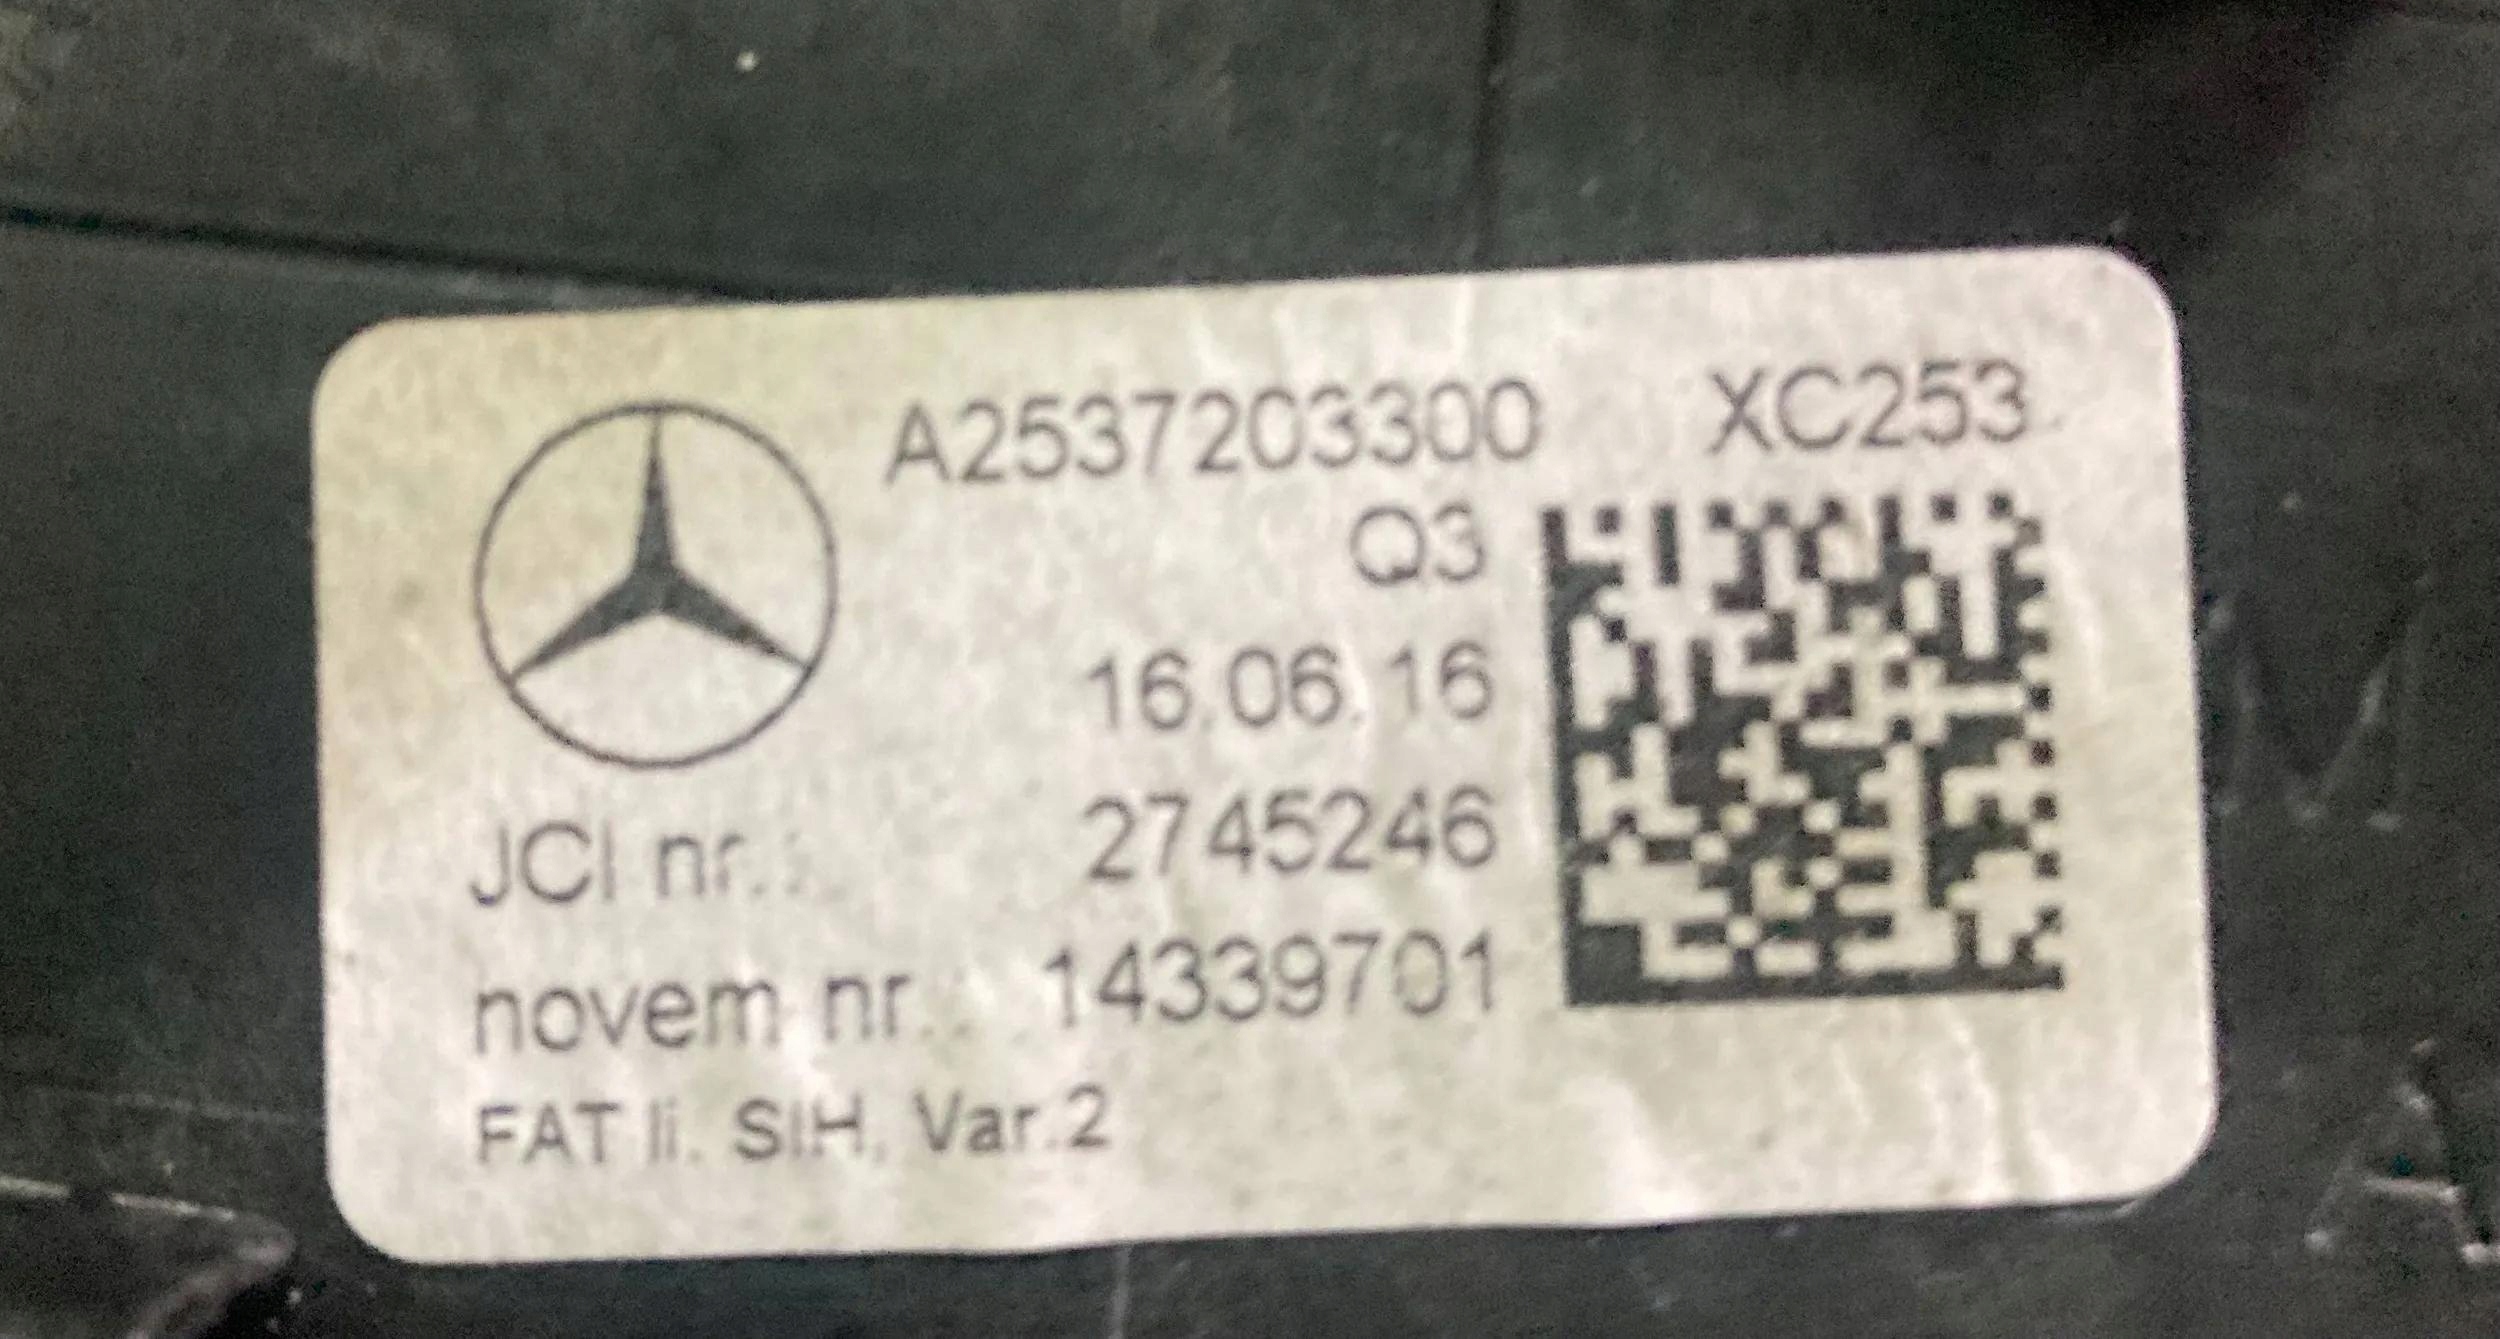 A2537203300 XC253
Q3
16.06.16
JCI nr.: 2745246
novem nr.: 14339701
FAT li. SIH, Var.2